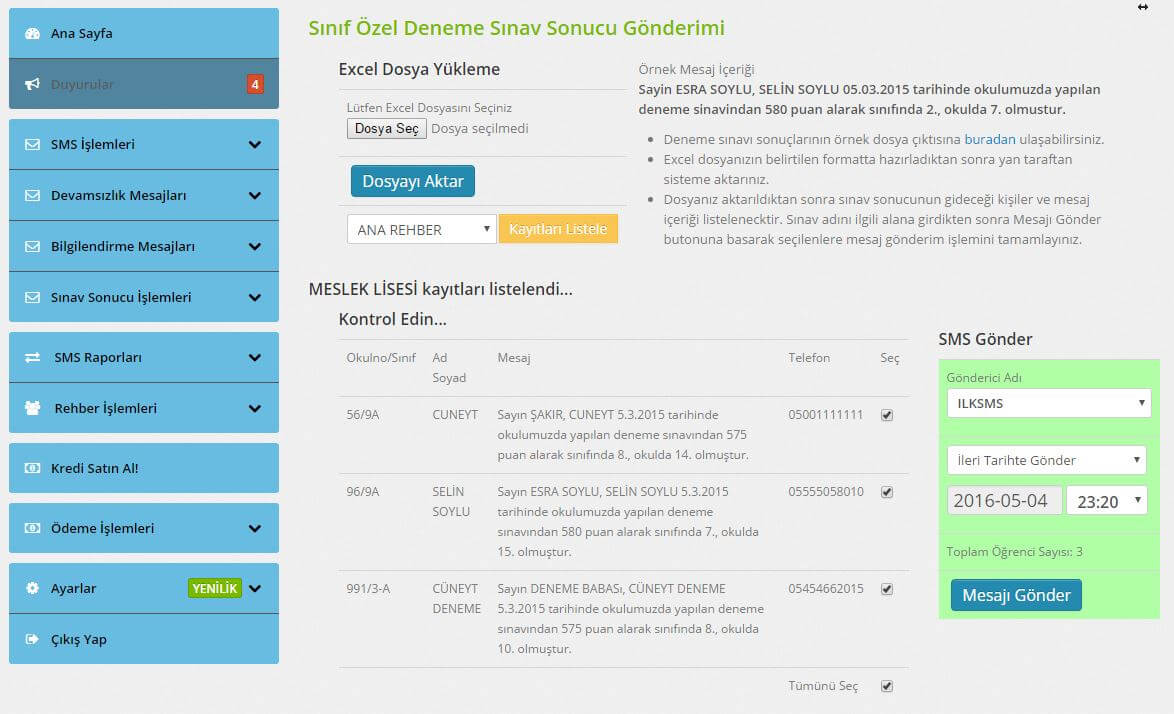 Ana Sayfa
Duyurular 4
SMS İşlemleri
Devamsızlık Mesajları
Bilgilendirme Mesajları
Sınav Sonucu İşlemleri
SMS Raporları
Rehber İşlemleri
Kredi Satın Al!
Ödeme İşlemleri
Ayarlar YENİLİK
Çıkış Yap
Sınıf Özel Deneme Sınav Sonucu Gönderimi
Excel Dosya Yükleme
Lütfen Excel Dosyasını Seçiniz
Dosya Seç Dosya seçilmedi
Dosyayı Aktar
ANA REHBER Kayıtları Listele
Örnek Mesaj İçeriği
Sayin ESRA SOYLU, SELİN SOYLU 05.03.2015 tarihinde okulumuzda yapılan
deneme sinavindan 580 puan alarak sınıfında 2., okulda 7. olmustur.
• Deneme sınavı sonuçlarının örnek dosya çıktısına buradan ulaşabilirsiniz.
• Excel dosyanızın belirtilen formatta hazırladıktan sonra yan taraftan
sisteme aktarınız.
• Dosyanız aktarıldıktan sonra sınav sonucunun gideceği kişiler ve mesaj
içeriği listelenecktir. Sınav adını ilgili alana girdikten sonra Mesajı Gönder
butonuna basarak seçilenlere mesaj gönderim işlemini tamamlayınız.
MESLEK LİSESİ kayıtları listelendi...
Kontrol Edin...
Okulno/Sınıf Ad Mesaj Telefon Seç
Soyad
56/9A CUNEYT Sayın ŞAKIR, CUNEYT 5.3.2015 tarihinde 05001111111
okulumuzda yapılan deneme sınavından 575
puan alarak sınıfında 8., okulda 14. olmuştur.
96/9A SELİN Sayın ESRA SOYLU, SELİN SOYLU 5.3.2015 05555058010
SOYLU tarihinde okulumuzda yapılan deneme
sınavından 580 puan alarak sınıfında 7., okulda
15. olmuştur.
991/3-A CÜNEYT Sayın DENEME BABASı, CÜNEYT DENEME 05454662015
DENEME 5.3.2015 tarihinde okulumuzda yapılan deneme
sınavından 575 puan alarak sınıfında 8., okulda
10. olmuştur.
Tümünü Seç
SMS Gönder
Gönderici Adı
ILKSMS
İleri Tarihte Gönder
2016-05-04 23:20
Toplam Öğrenci Sayısı: 3
Mesajı Gönder